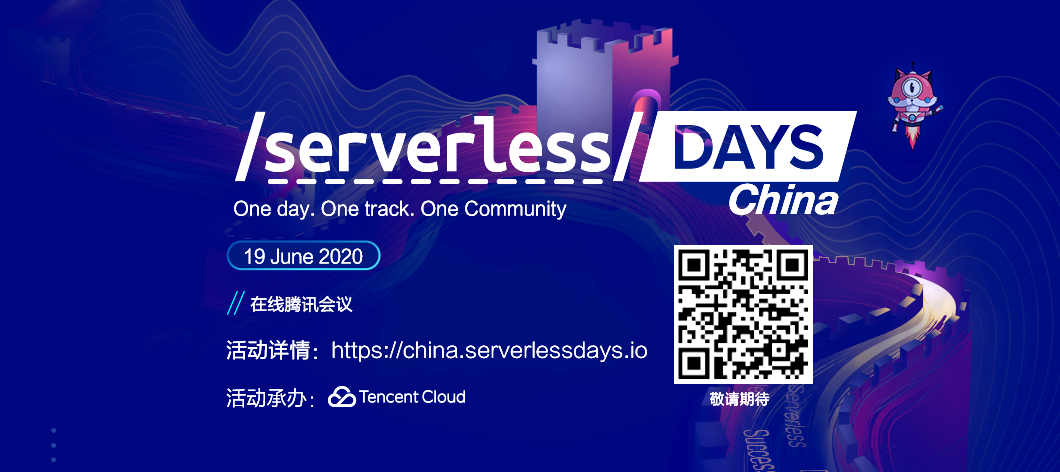 /serverless/ DAYS
China
One day. One track. One Community
19 June 2020
// 在线腾讯会议
活动详情：https://china.serverlessdays.io
活动承办：Tencent Cloud
敬请期待
Serverless
Success